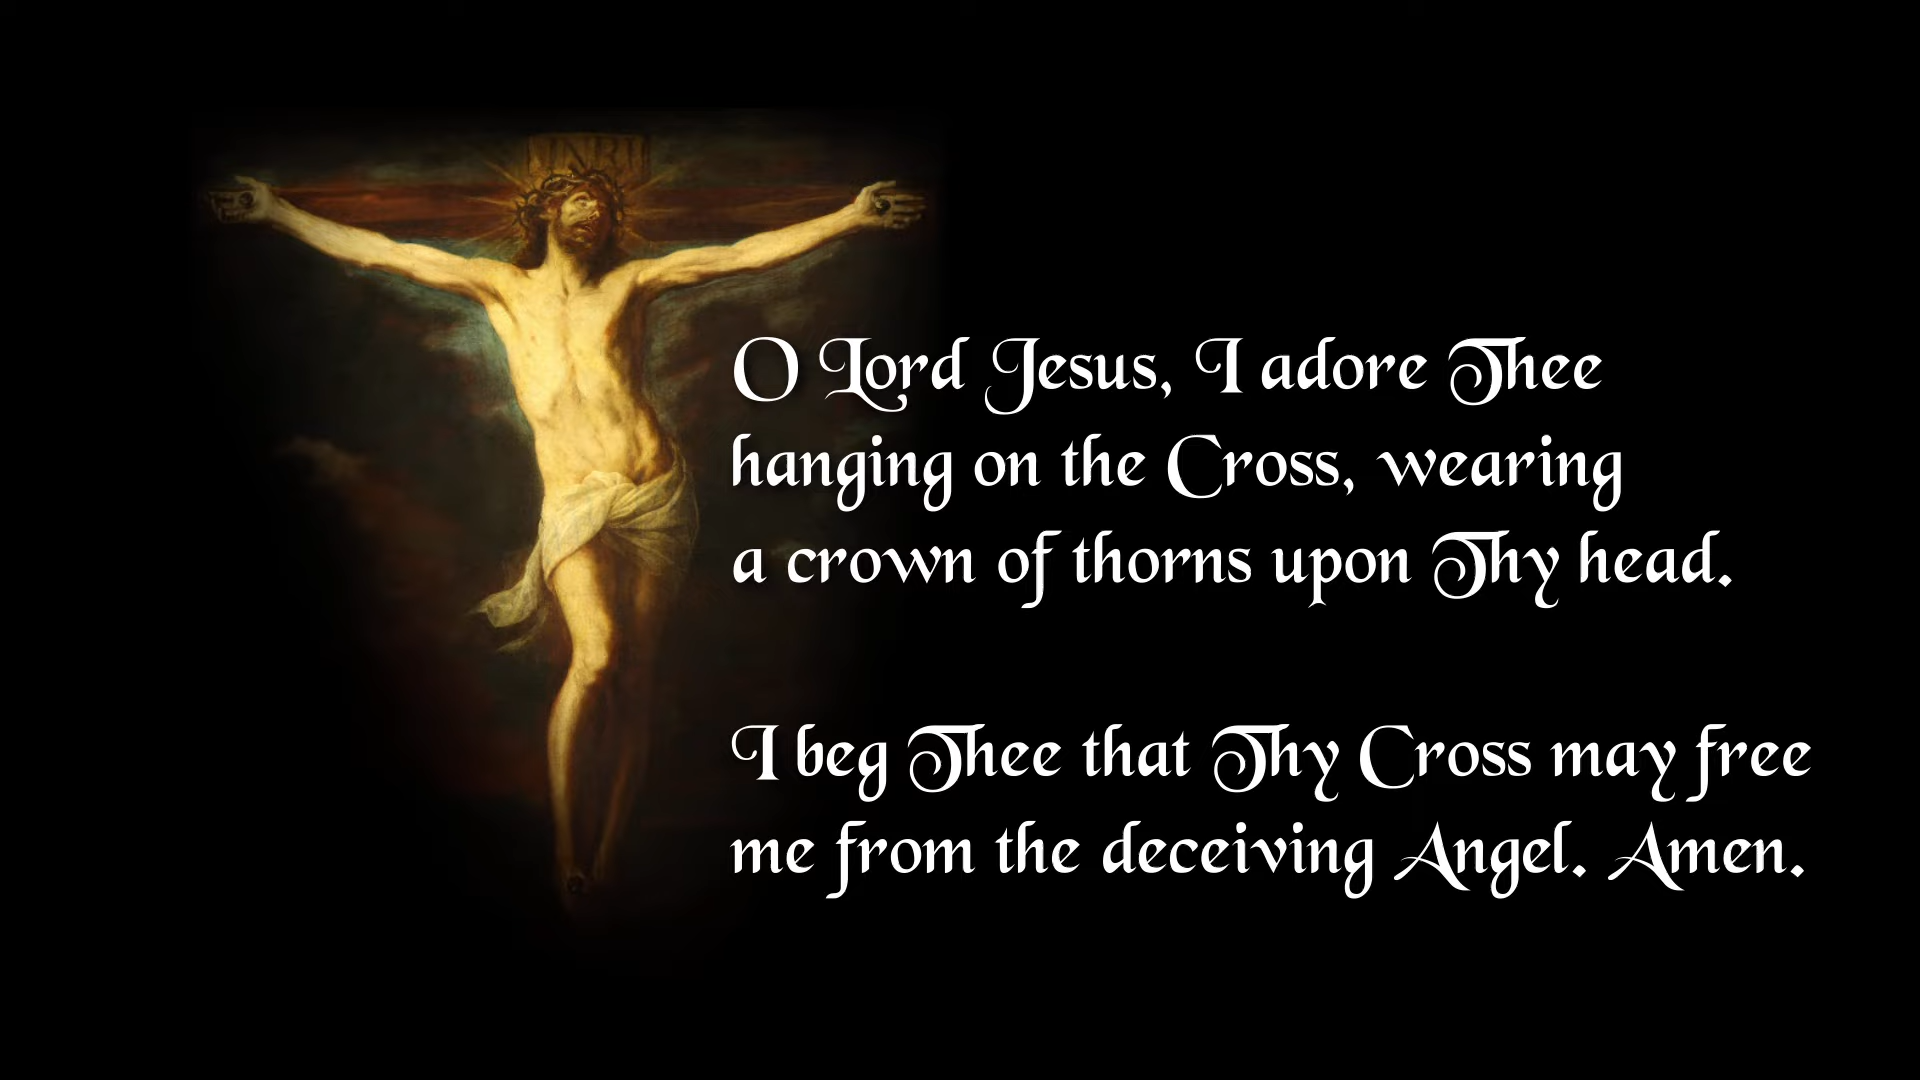 INRI
O Lord Jesus, I adore Thee
hanging on the Cross, wearing
a crown of thorns upon Thy head.
I beg Thee that Thy Cross may free
me from the deceiving Angel. Amen.